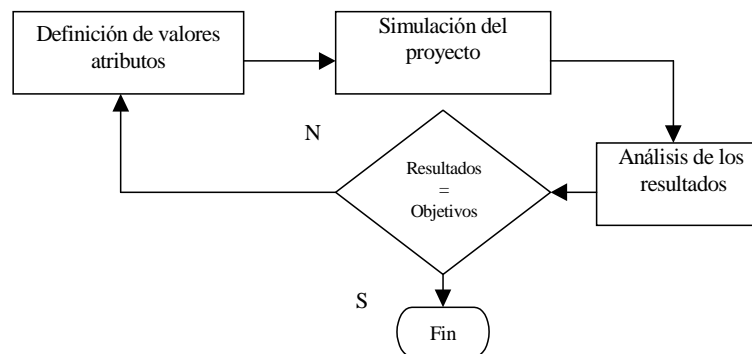 Definición de valores
atributos
Simulación del
proyecto
N
Análisis de los
resultados
Resultados
=
Objetivos
S
Fin